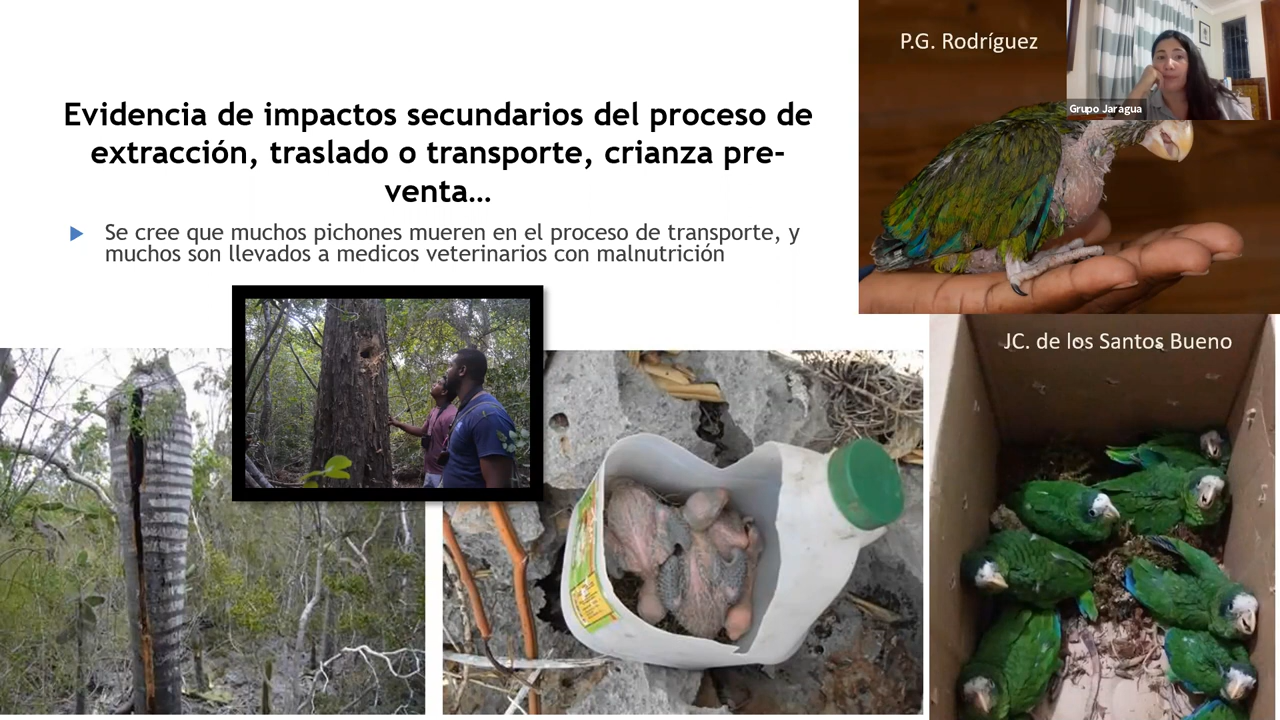 Evidencia de impactos secundarios del proceso de
extracción, traslado o transporte, crianza pre-
venta…
Se cree que muchos pichones mueren en el proceso de transporte, y
muchos son llevados a medicos veterinarios con malnutrición
P.G. Rodríguez
Grupo Jaragua
JC. de los Santos Bueno